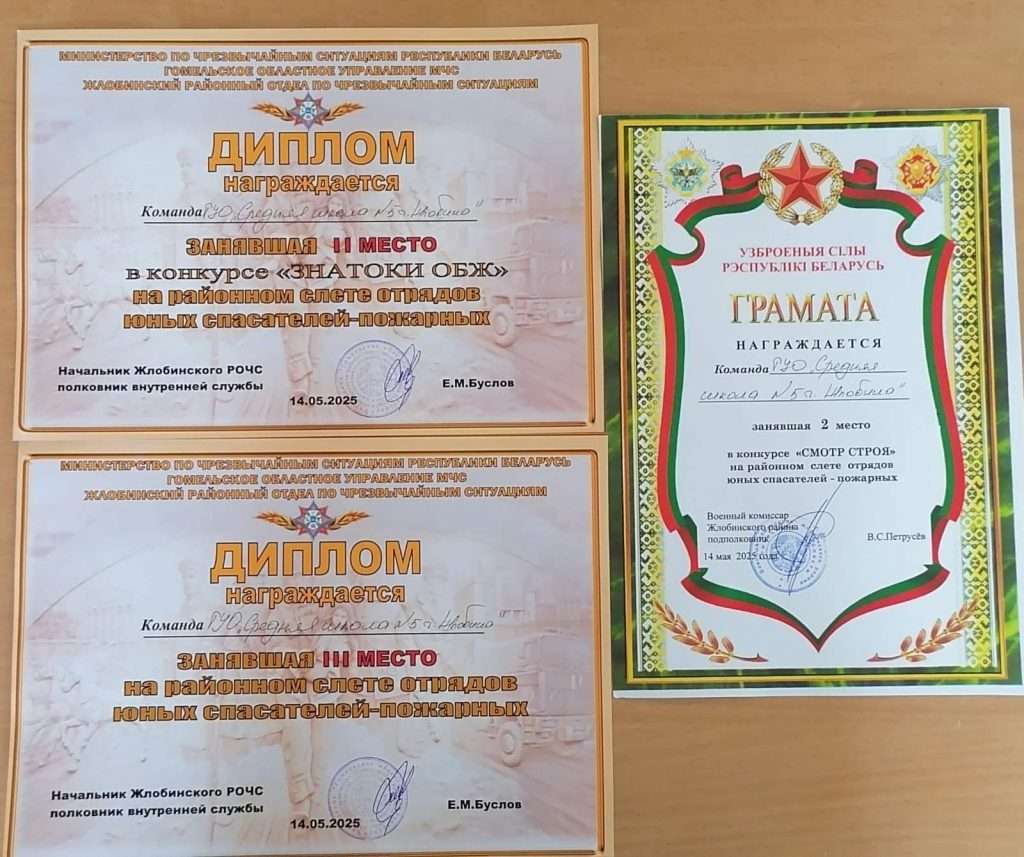 МИНИСТЕРСТВО ПО ЧРЕЗВЫЧАЙНЫМ СИТУАЦИЯМ РЕСПУБЛИКИ БЕЛАРУСЬ
ГОМЕЛЬСКОЕ ОБЛАСТНОЕ УПРАВЛЕНИЕ МЧС
ЖЛОБИНСКИЙ РАЙОННЫЙ ОТДЕЛ ПО ЧРЕЗВЫЧАЙНЫМ СИТУАЦИЯМ
ДИПЛОМ
награждается
Команда ГУО "Средняя школа №5 г. Жлобина"
ЗАНЯВШАЯ II МЕСТО
в конкурсе «ЗНАТОКИ ОБЖ»
на районном слете отрядов
юных спасателей-пожарных
Начальник Жлобинского РОЧС
полковник внутренней службы
Е.М.Буслов
14.05.2025
МИНИСТЕРСТВО ПО ЧРЕЗВЫЧАЙНЫМ СИТУАЦИЯМ РЕСПУБЛИКИ БЕЛАРУСЬ
ГОМЕЛЬСКОЕ ОБЛАСТНОЕ УПРАВЛЕНИЕ МЧС
ЖЛОБИНСКИЙ РАЙОННЫЙ ОТДЕЛ ПО ЧРЕЗВЫЧАЙНЫМ СИТУАЦИЯМ
ДИПЛОМ
награждается
Команда ГУО "Средняя школа №5 г. Жлобина"
ЗАНЯВШАЯ III МЕСТО
на районном слете отрядов
юных спасателей-пожарных
Начальник Жлобинского РОЧС
полковник внутренней службы
Е.М.Буслов
14.05.2025
УЗБРОЕНЫЯ СІЛЫ
РЭСПУБЛІКІ БЕЛАРУСЬ
ГРАМАТА
НАГРАЖДАЕТСЯ
Команда ГУО "Средняя
школа №5 г. Жлобина"
занявшая 2 место
в конкурсе «СМОТР СТРОЯ»
на районном слете отрядов
юных спасателей - пожарных
Военный комиссар
Жлобинского района
подполковник
В.С.Петрусёв
14 мая 2025 года